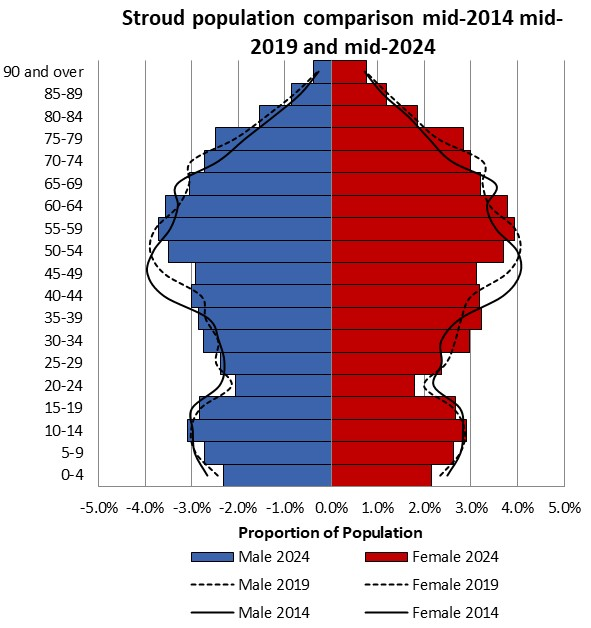 Stroud population comparison mid-2014 mid-
2019 and mid-2024
90 and over
85-89
80-84
75-79
70-74
65-69
60-64
55-59
50-54
45-49
40-44
35-39
30-34
25-29
20-24
15-19
10-14
5-9
0-4
-5.0% -4.0% -3.0% -2.0% -1.0% 0.0% 1.0% 2.0% 3.0% 4.0% 5.0%
Proportion of Population
Male 2024 Female 2024
Male 2019 Female 2019
Male 2014 Female 2014